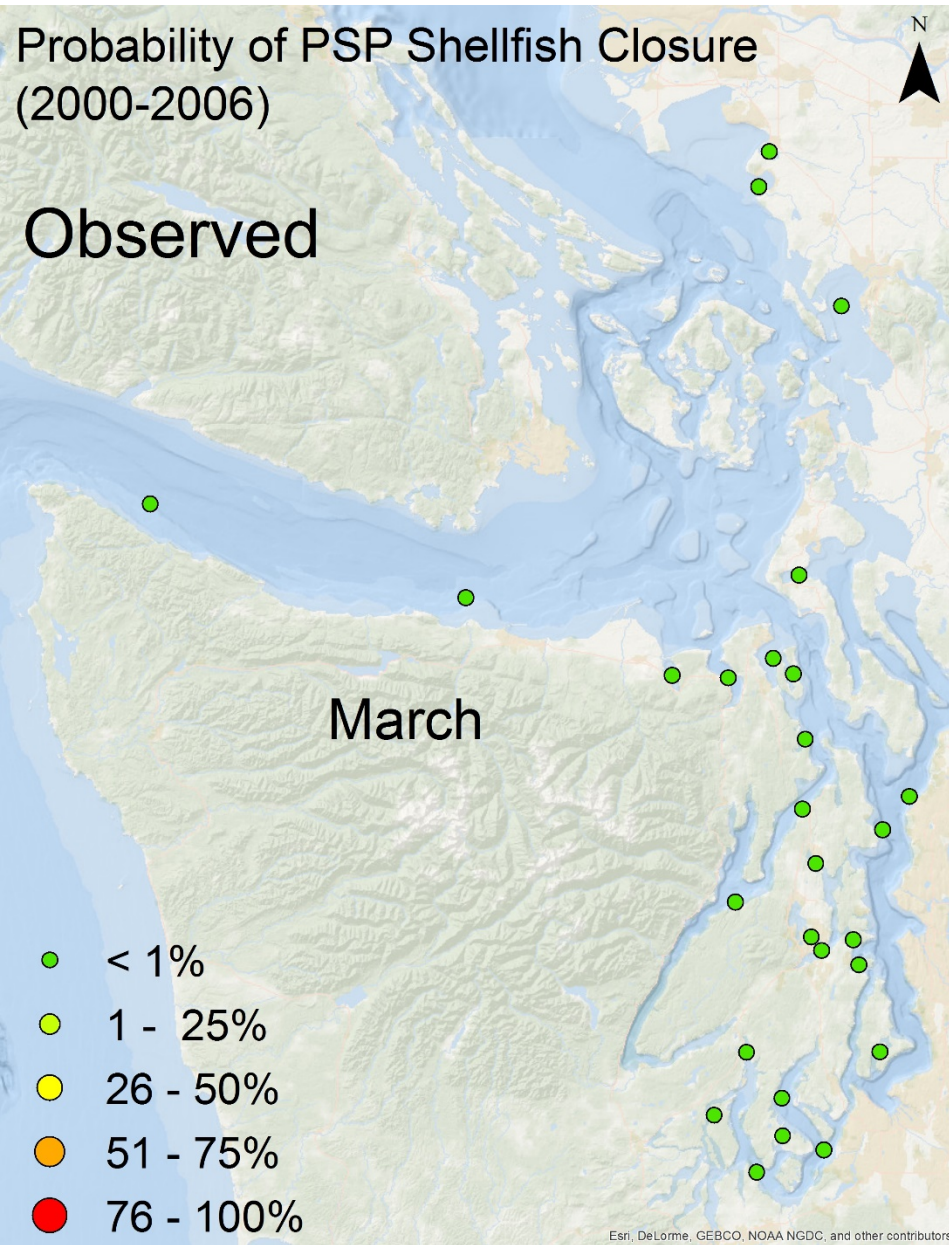 Probability of PSP Shellfish Closure
(2000-2006)
N
Observed
March
< 1%
1 - 25%
26 - 50%
51 - 75%
76 - 100%
Esri, DeLorme, GEBCO, NOAA NGDC, and other contributors